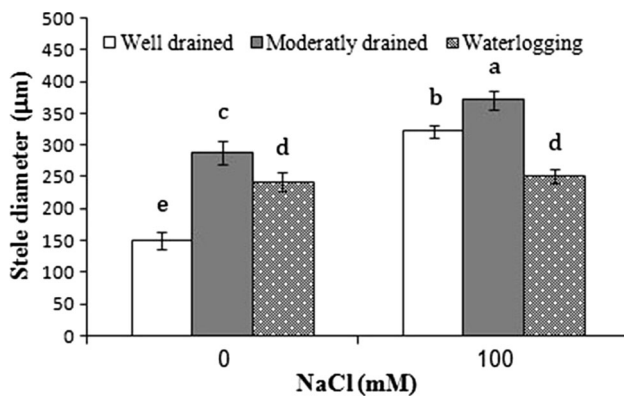 Stele diameter (μm)
500
450
400
350
300
250
200
150
100
50
0
Well drained Moderatly drained Waterlogging
e
c
d
b
a
d
0 100
NaCl (mM)